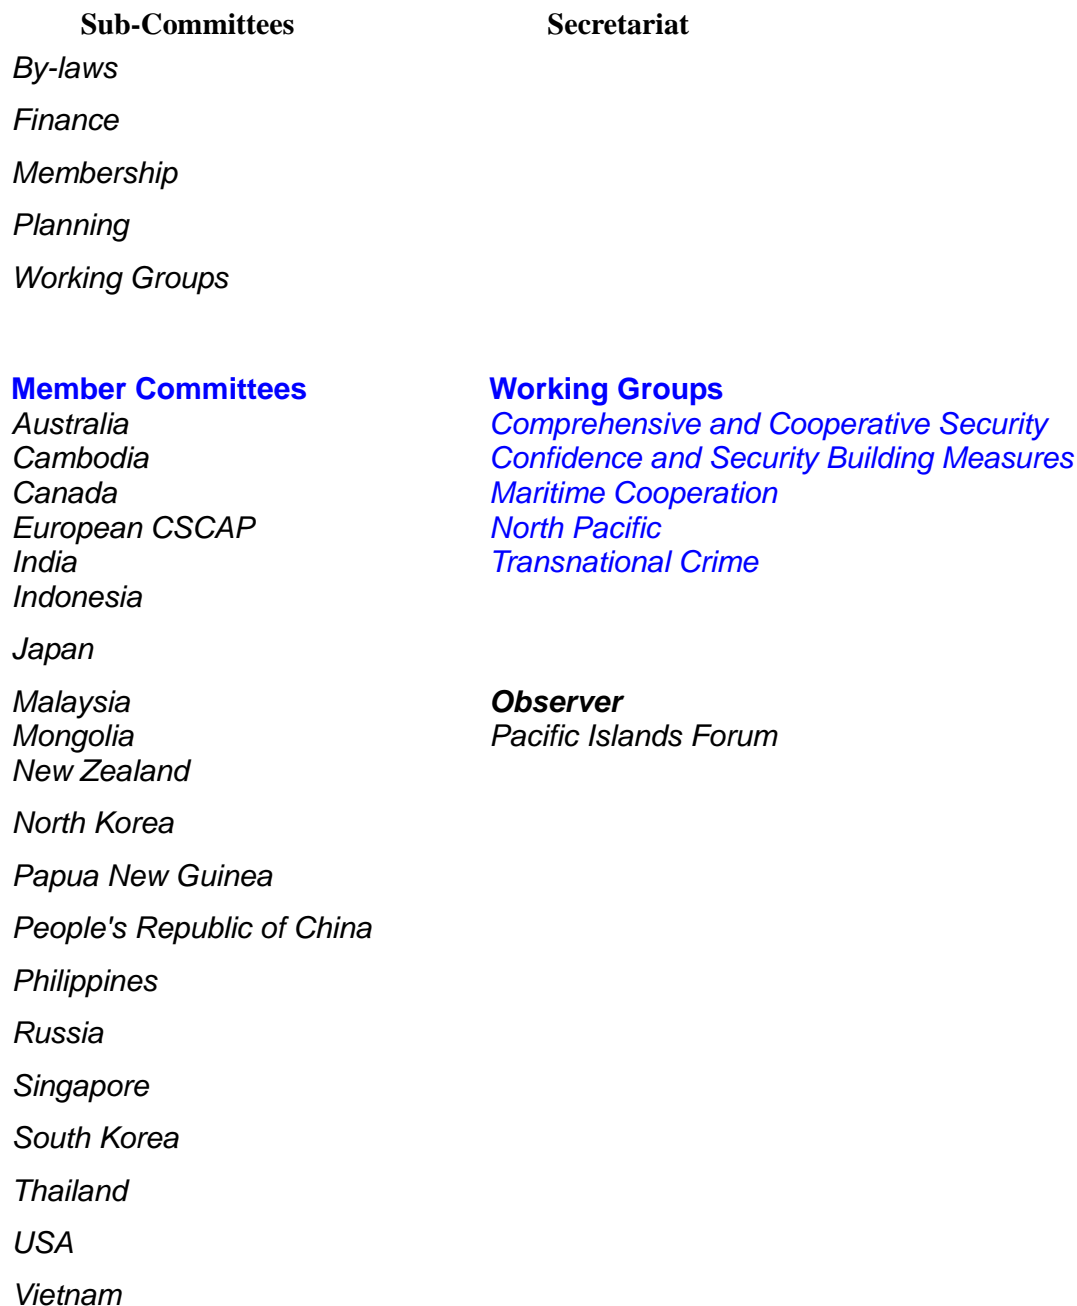 Sub-Committees Secretariat
By-laws
Finance
Membership
Planning
Working Groups
Member Committees Working Groups
Australia Comprehensive and Cooperative Security
Cambodia Confidence and Security Building Measures
Canada Maritime Cooperation
European CSCAP North Pacific
India Transnational Crime
Indonesia
Japan
Malaysia Observer
Mongolia Pacific Islands Forum
New Zealand
North Korea
Papua New Guinea
People's Republic of China
Philippines
Russia
Singapore
South Korea
Thailand
USA
Vietnam